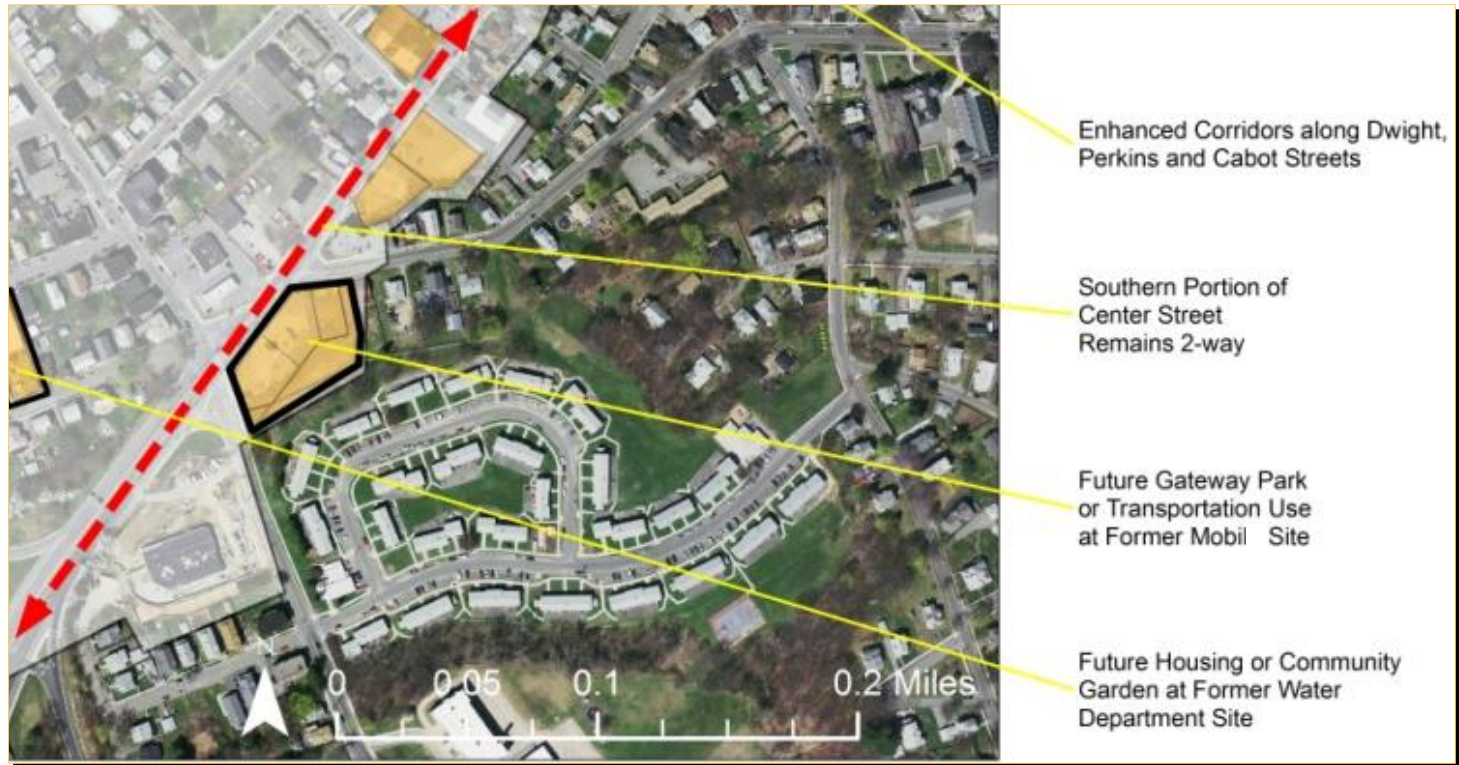 Enhanced Corridors along Dwight,
Perkins and Cabot Streets
Southern Portion of
Center Street
Remains 2-way
Future Gateway Park
or Transportation Use
at Former Mobil Site
Future Housing or Community
Garden at Former Water
Department Site
N
0 0.05 0.1 0.2 Miles